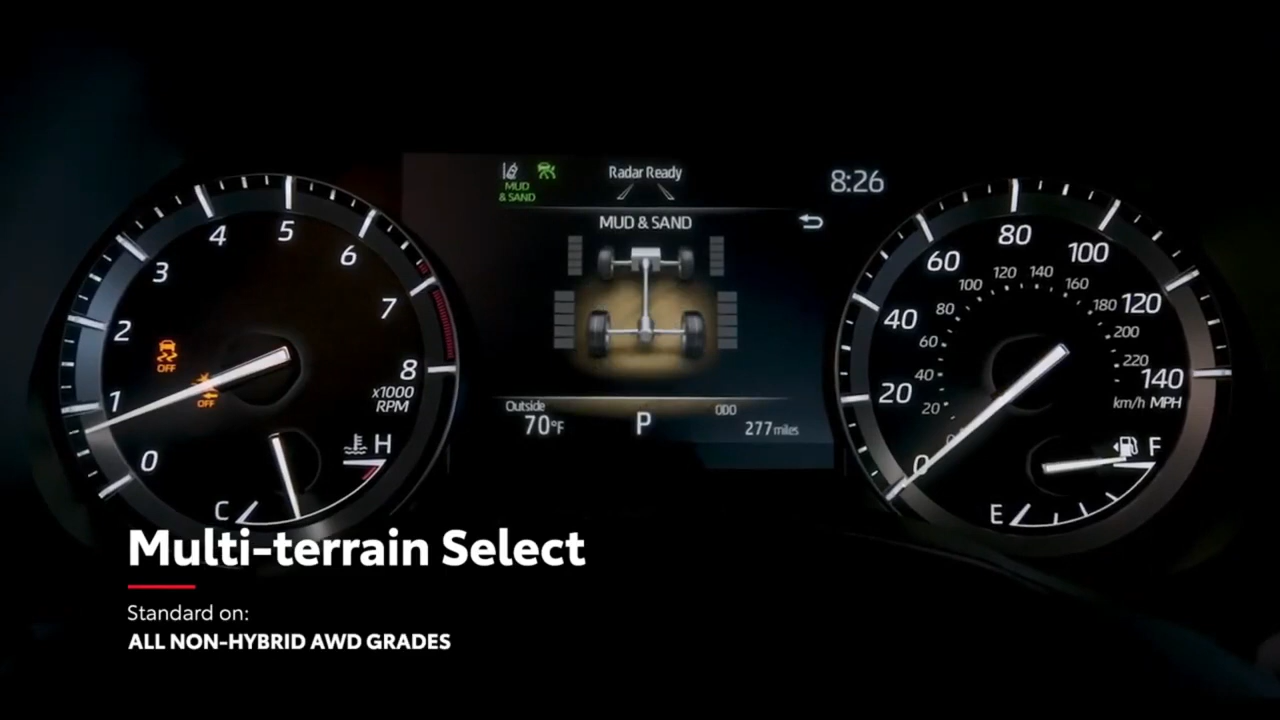 Radar Ready
8:26
MUD
& SAND
MUD & SAND
0
1
2
3
4
5
6
7
8
x1000
RPM
OFF
OFF
H
C
Outside
70°F
P
ODO
277 miles
0
20
40
60
80
100
120
140
km/h MPH
0
20
40
60
80
100
120
140
160
180
200
220
F
E
Multi-terrain Select
Standard on:
ALL NON-HYBRID AWD GRADES